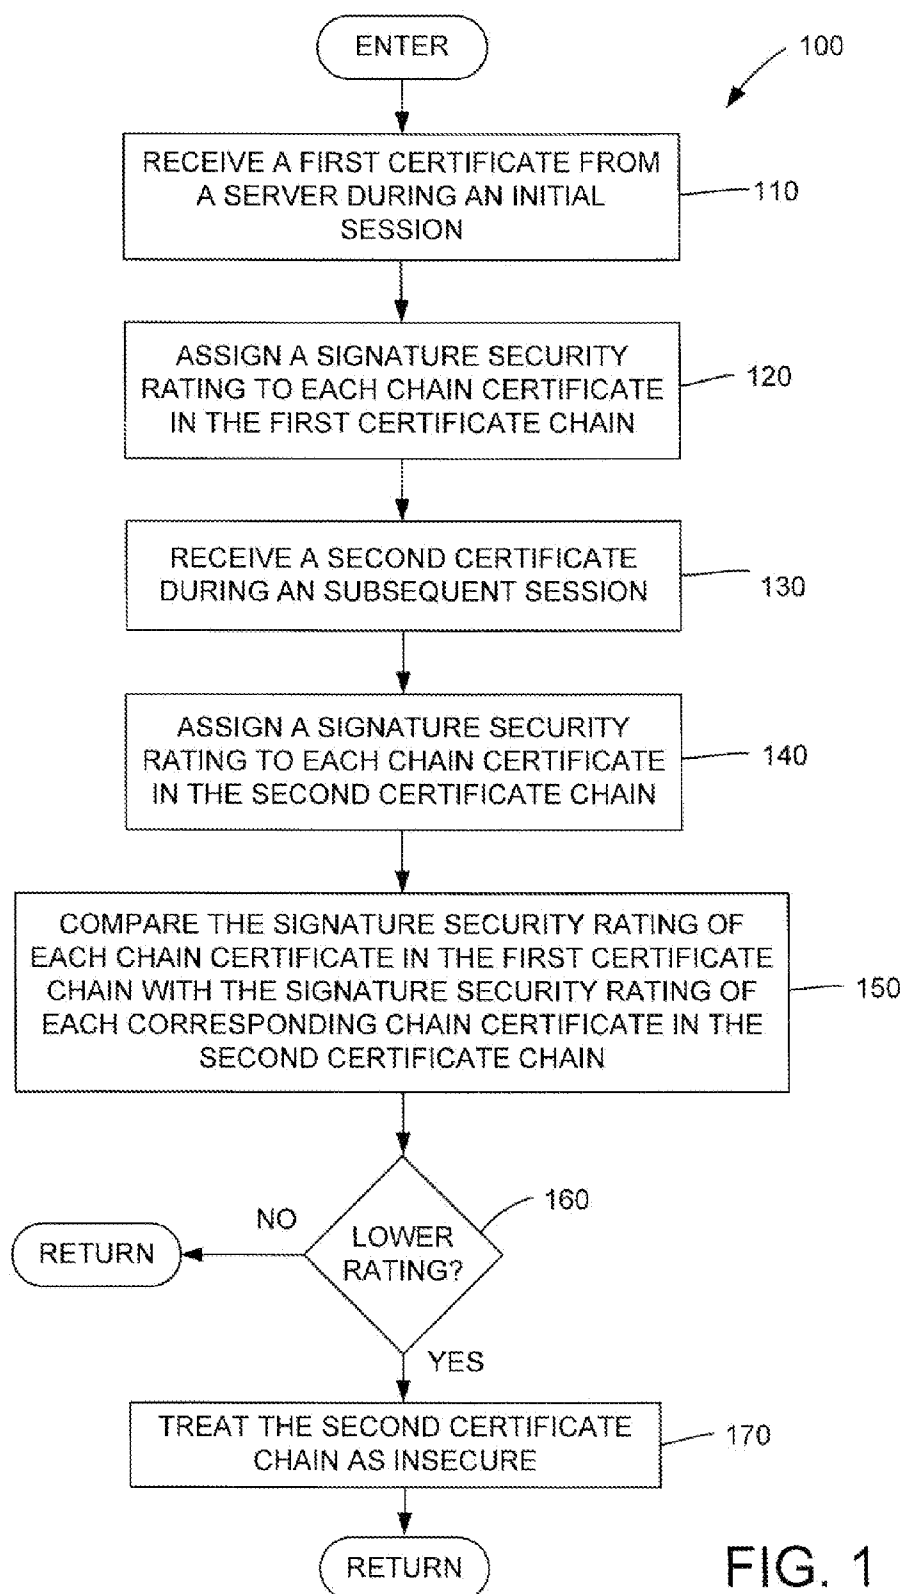 ENTER
100
RECEIVE A FIRST CERTIFICATE FROM
A SERVER DURING AN INITIAL
SESSION
110
ASSIGN A SIGNATURE SECURITY
RATING TO EACH CHAIN CERTIFICATE
IN THE FIRST CERTIFICATE CHAIN
120
RECEIVE A SECOND CERTIFICATE
DURING AN SUBSEQUENT SESSION
130
ASSIGN A SIGNATURE SECURITY
RATING TO EACH CHAIN CERTIFICATE
IN THE SECOND CERTIFICATE CHAIN
140
COMPARE THE SIGNATURE SECURITY RATING OF
EACH CHAIN CERTIFICATE IN THE FIRST CERTIFICATE
CHAIN WITH THE SIGNATURE SECURITY RATING OF
EACH CORRESPONDING CHAIN CERTIFICATE IN THE
SECOND CERTIFICATE CHAIN
150
160
NO
LOWER
RATING?
RETURN
YES
TREAT THE SECOND CERTIFICATE
CHAIN AS INSECURE
170
RETURN
FIG. 1